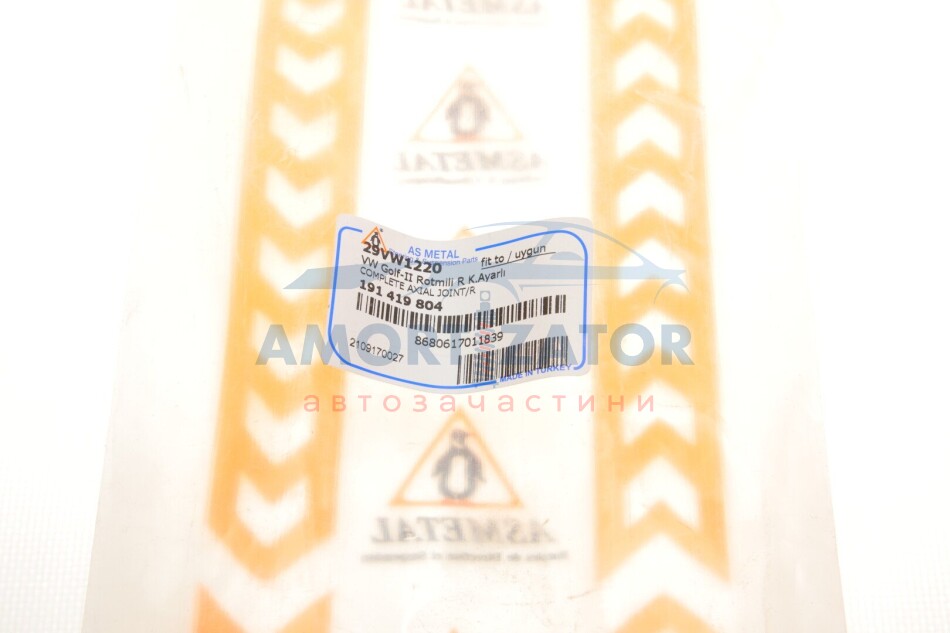 AS METAL
29VW1220
fit to / uygun
VW Golf-II Rotmili R K.Ayarlı
COMPLETE AXIAL JOINT/R
191 419 804
8680617011839
2109170027
MADE IN TURKEY
AMORTIZATOR
автозачастини
ASMETAL
ASMETAL